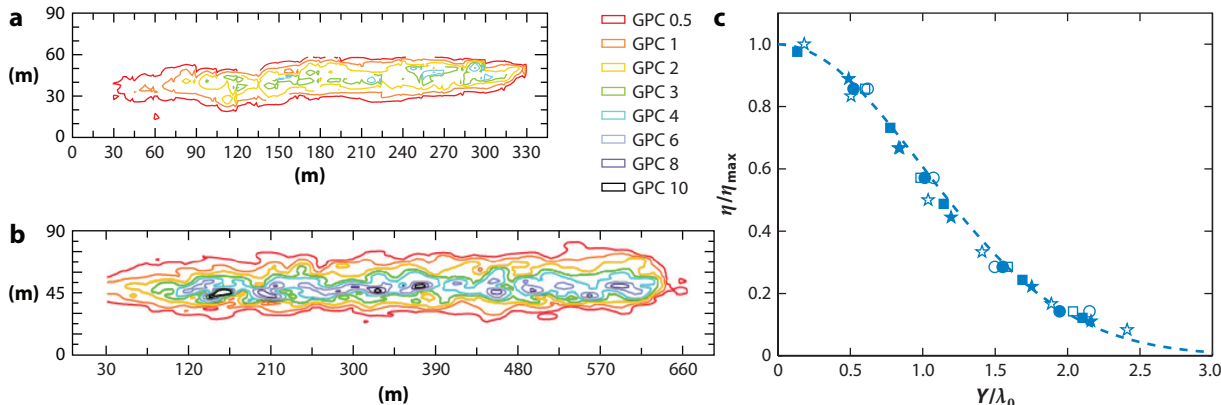 a
90
60
(m)
30
0
0 30 60 90 120 150 180 210 240 270 300 330
(m)
GPC 0.5
GPC 1
GPC 2
GPC 3
GPC 4
GPC 6
GPC 8
GPC 10
b
90
(m) 45
0
30 120 210 300 390 480 570 660
(m)
c
1.0
0.8
0.6
η/ηmax
0.4
0.2
0
0 0.5 1.0 1.5 2.0 2.5 3.0
Y/λ0